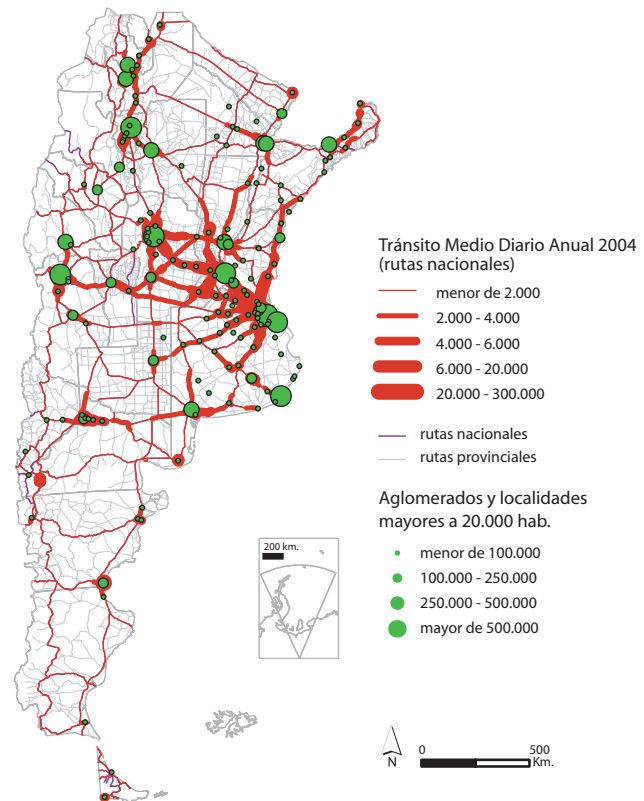 Tránsito Medio Diario Anual 2004
(rutas nacionales)
menor de 2.000
2.000 - 4.000
4.000 - 6.000
6.000 - 20.000
20.000 - 300.000
rutas nacionales
rutas provinciales
Aglomerados y localidades
mayores a 20.000 hab.
menor de 100.000
100.000 - 250.000
250.000 - 500.000
mayor de 500.000
200 km.
N
0 500
Km.